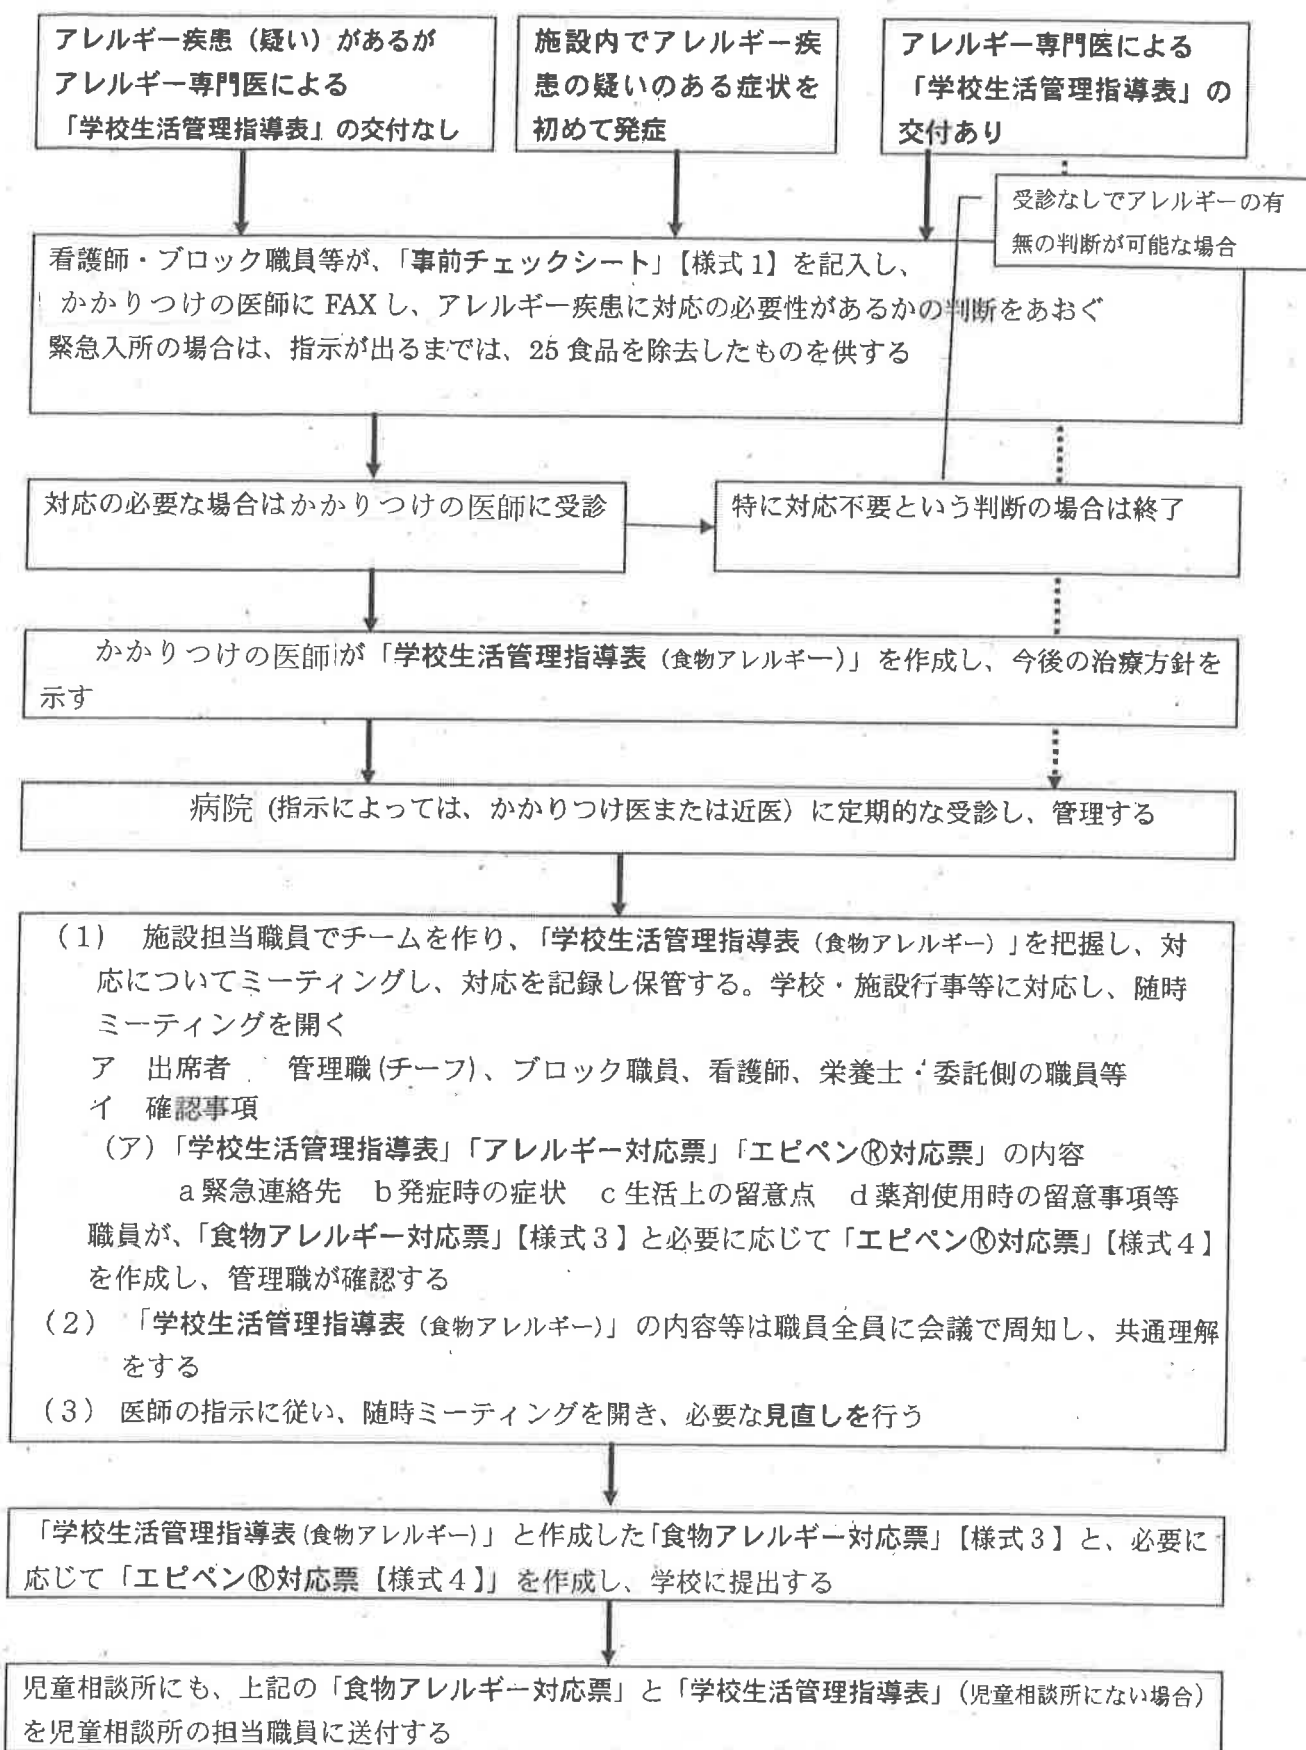 アレルギー疾患（疑い）があるが
アレルギー専門医による
「学校生活管理指導表」の交付なし
施設内でアレルギー疾
患の疑いのある症状を
初めて発症
アレルギー専門医による
「学校生活管理指導表」の
交付あり
受診なしでアレルギーの有
無の判断が可能な場合
看護師・ブロック職員等が、「事前チェックシート」【様式1】を記入し、
かかりつけの医師に FAX し、アレルギー疾患に対応の必要性があるかの判断をあおぐ
緊急入所の場合は、指示が出るまでは、25 食品を除去したものを供する
対応の必要な場合はかかりつけの医師に受診
特に対応不要という判断の場合は終了
かかりつけの医師が「学校生活管理指導表（食物アレルギー）」を作成し、今後の治療方針を
示す
病院（指示によっては、かかりつけ医または近医）に定期的な受診し、管理する
（1） 施設担当職員でチームを作り、「学校生活管理指導表（食物アレルギー）」を把握し、対
応についてミーティングし、対応を記録し保管する。学校・施設行事等に対応し、随時
ミーティングを開く
ア 出席者 管理職(チーフ)、ブロック職員、看護師、栄養士・委託側の職員等
イ 確認事項
（ア）「学校生活管理指導表」「アレルギー対応票」「エピペン®対応票」の内容
a 緊急連絡先 b 発症時の症状 c 生活上の留意点 d 薬剤使用時の留意事項等
職員が、「食物アレルギー対応票」【様式３】と必要に応じて「エピペン®対応票」【様式４】
を作成し、管理職が確認する
（2） 「学校生活管理指導表（食物アレルギー）」の内容等は職員全員に会議で周知し、共通理解
をする
（3） 医師の指示に従い、随時ミーティングを開き、必要な見直しを行う
「学校生活管理指導表(食物アレルギー)」と作成した「食物アレルギー対応票」【様式３】と、必要に
応じて「エピペン®対応票【様式４】」を作成し、学校に提出する
児童相談所にも、上記の「食物アレルギー対応票」と「学校生活管理指導表」（児童相談所にない場合）
を児童相談所の担当職員に送付する